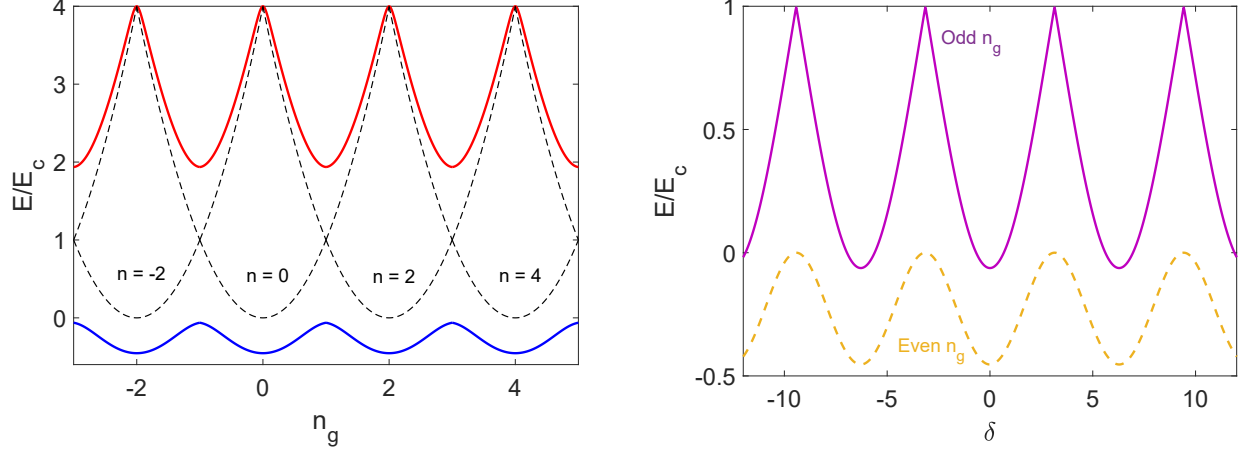 4
3
2
1
0
E/E_c
n = -2
n = 0
n = 2
n = 4
-2
0
2
4
n_g
1
0.5
0
-0.5
E/E_c
Odd n_g
Even n_g
-10
-5
0
5
10
δ